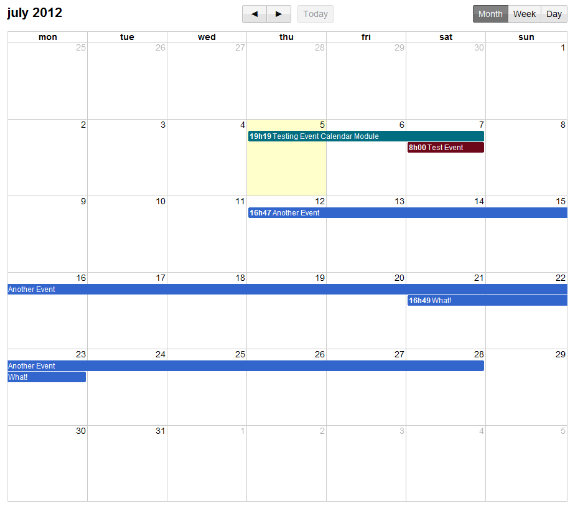 july 2012 ◄ ► Today Month Week Day
mon tue wed thu fri sat sun
25 26 27 28 29 30 1
2 3 4 5 6 7 8
19h19 Testing Event Calendar Module
8h00 Test Event
9 10 11 12 13 14 15
16h47 Another Event
16 17 18 19 20 21 22
Another Event
16h49 What!
23 24 25 26 27 28 29
Another Event
What!
30 31 1 2 3 4 5